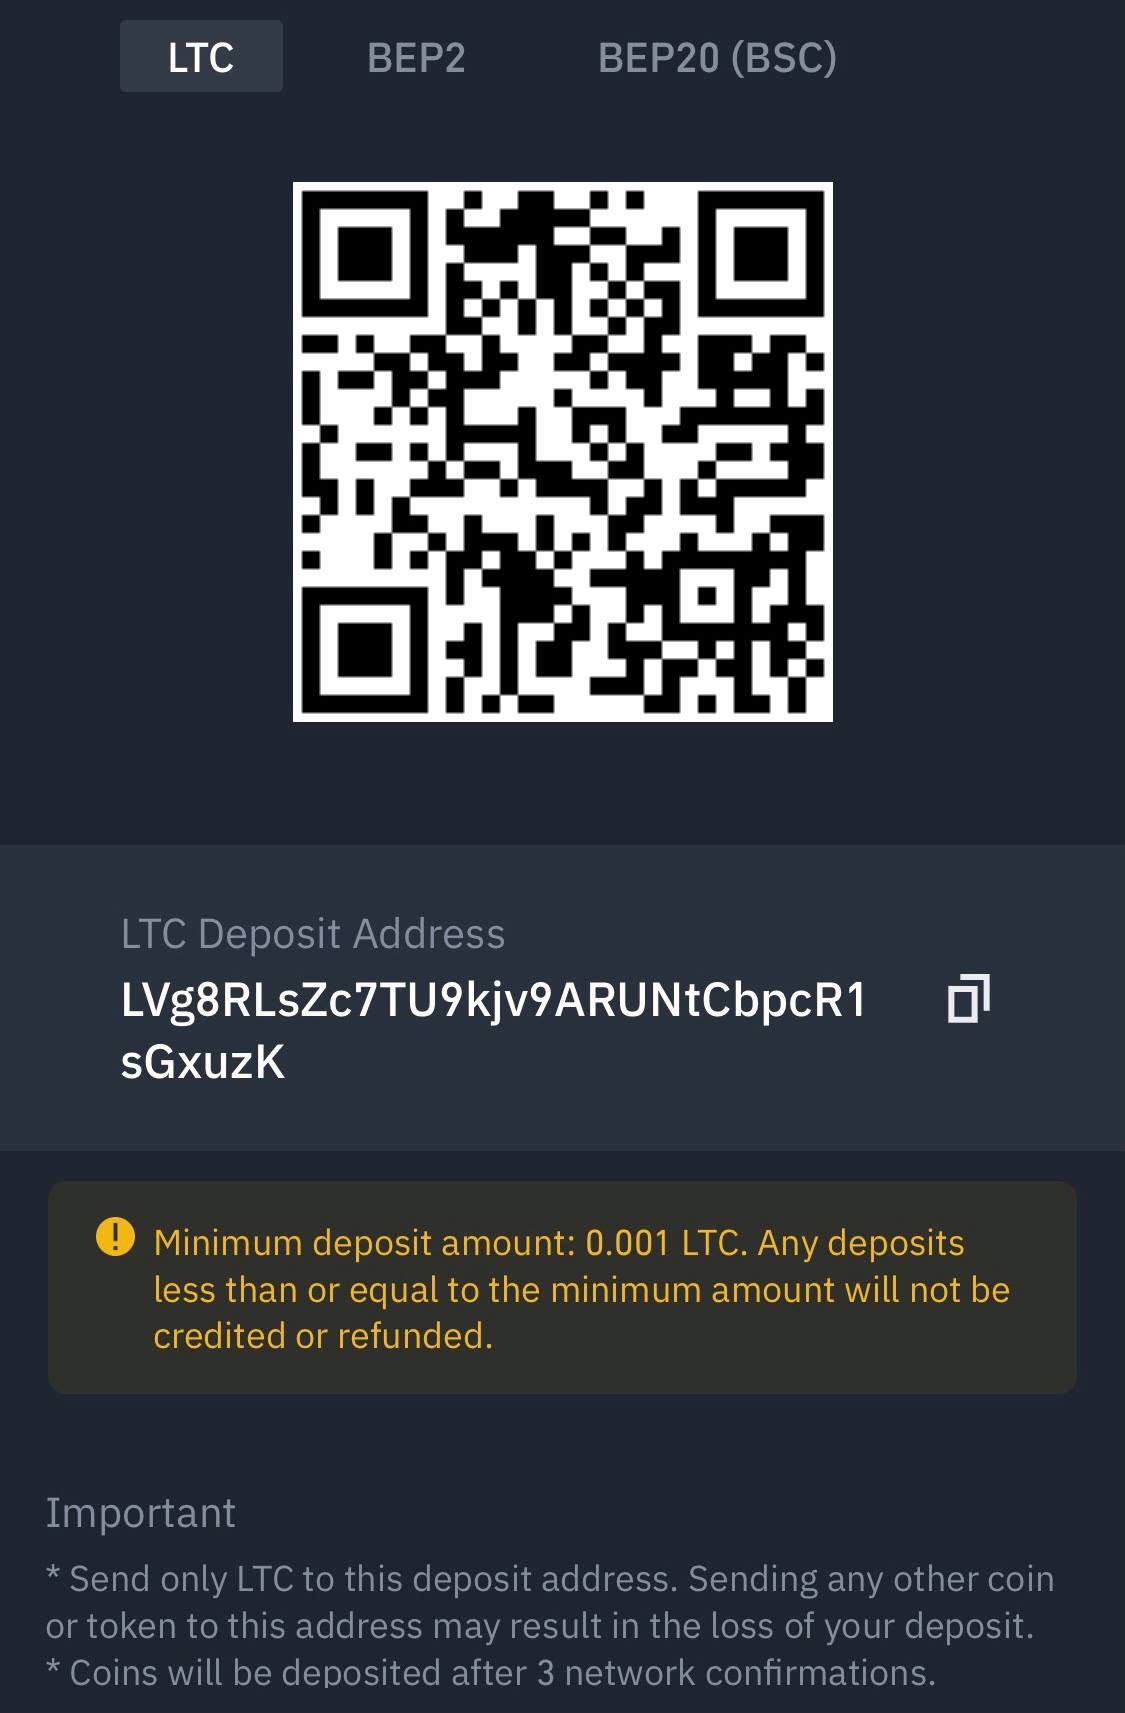 LTC BEP2 BEP20 (BSC)
LTC Deposit Address
LVg8RLsZc7TU9kjv9ARUNtCbpcR1
sGxuzK
Minimum deposit amount: 0.001 LTC. Any deposits
less than or equal to the minimum amount will not be
credited or refunded.
Important
* Send only LTC to this deposit address. Sending any other coin
or token to this address may result in the loss of your deposit.
* Coins will be deposited after 3 network confirmations.